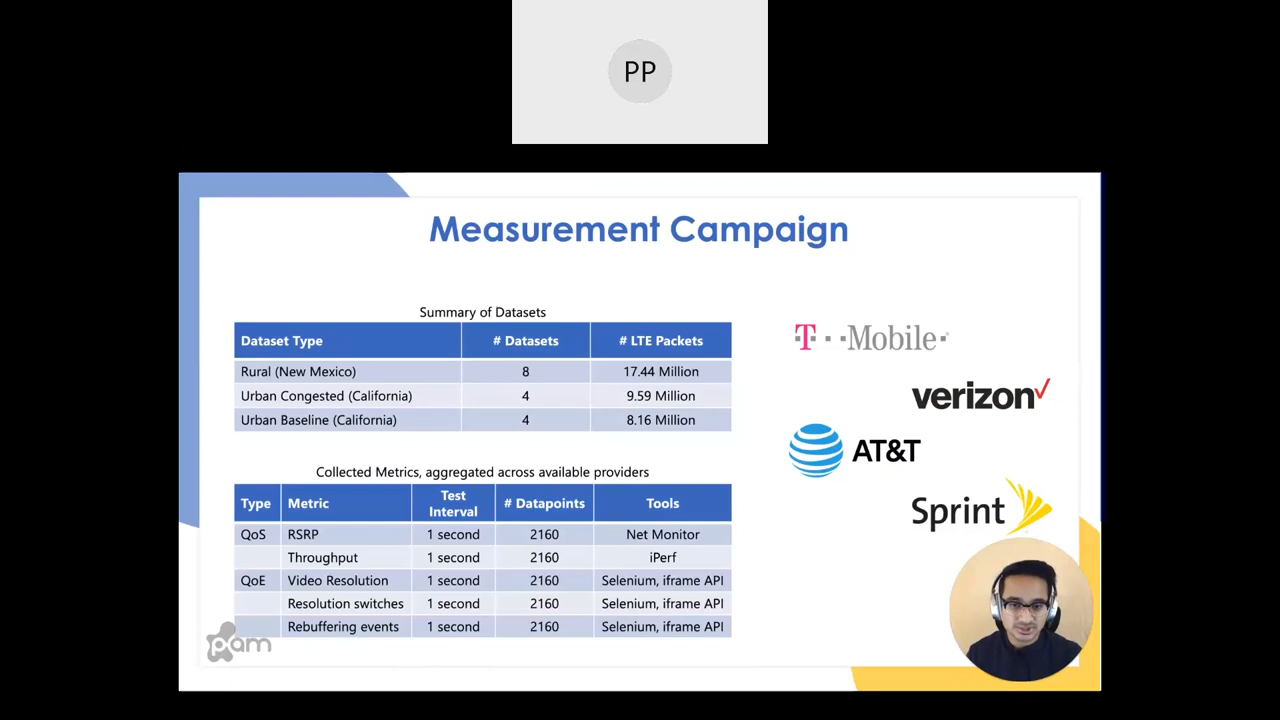 PP
Measurement Campaign
Summary of Datasets
Dataset Type # Datasets # LTE Packets
Rural (New Mexico) 8 17.44 Million
Urban Congested (California) 4 9.59 Million
Urban Baseline (California) 4 8.16 Million
Collected Metrics, aggregated across available providers
Type Metric Test Interval # Datapoints Tools
QoS RSRP 1 second 2160 Net Monitor
Throughput 1 second 2160 iPerf
QoE Video Resolution 1 second 2160 Selenium, iframe API
Resolution switches 1 second 2160 Selenium, iframe API
Rebuffering events 1 second 2160 Selenium, iframe API
T Mobile
verizon
AT&T
Sprint
pam